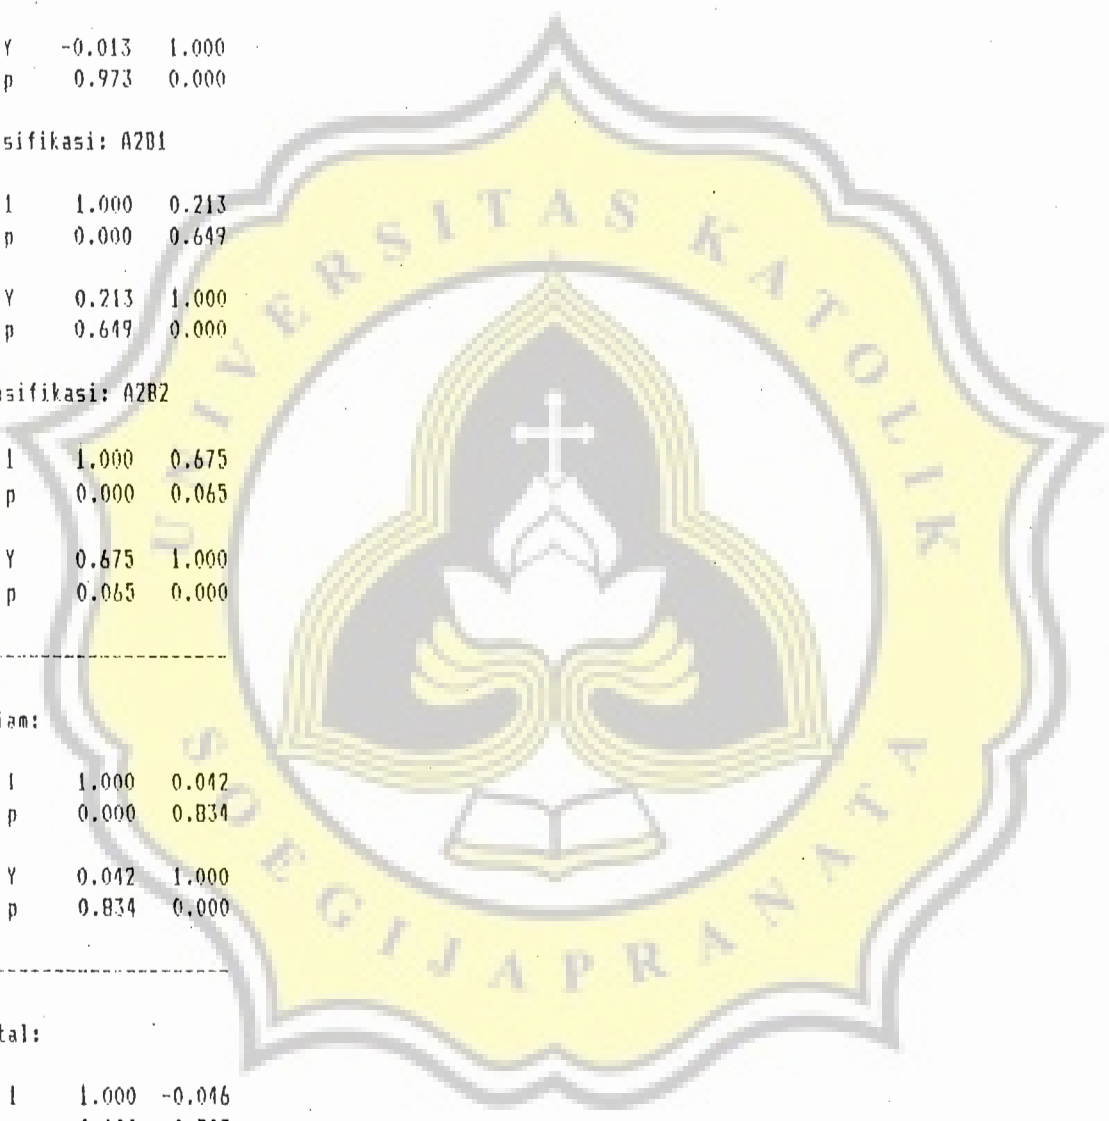 Y -0.013 1.000
p 0.973 0.000
sifikasi: A2B1
1 1.000 0.213
p 0.000 0.649
Y 0.213 1.000
p 0.649 0.000
sifikasi: A2B2
1 1.000 0.675
p 0.000 0.065
Y 0.675 1.000
p 0.065 0.000
1 1.000 0.042
p 0.000 0.834
Y 0.042 1.000
p 0.834 0.000
tal:
1 1.000 -0.046
UNIVERSITAS KATOLIK
SOEGIJAPRANATA